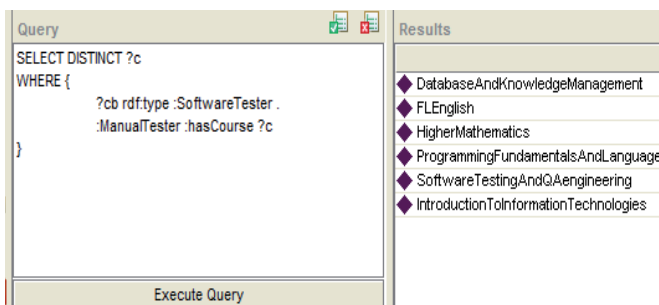 Query
SELECT DISTINCT ?c
WHERE {
?cb rdf:type :SoftwareTester .
:ManualTester :hasCourse ?c
}
Execute Query
Results
DatabaseAndKnowledgeManagement
FLEnglish
HigherMathematics
ProgrammingFundamentalsAndLanguage
SoftwareTestingAndQAengineering
IntroductionToInformationTechnologies